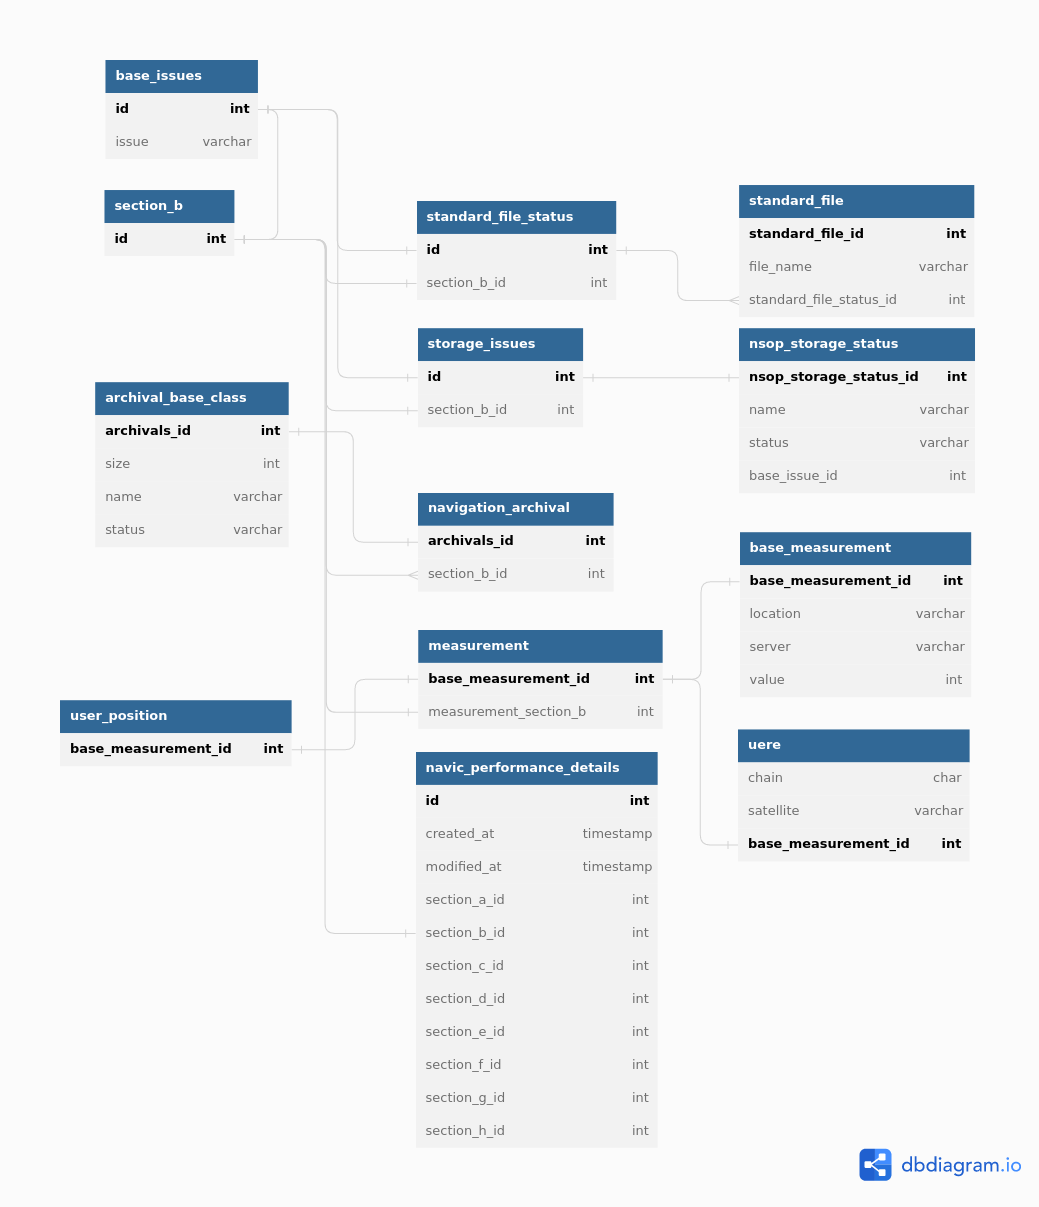 base_issues
id int
issue varchar
section_b
id int
standard_file_status
id int
section_b_id int
standard_file
standard_file_id int
file_name varchar
standard_file_status_id int
storage_issues
id int
section_b_id int
nsop_storage_status
nsop_storage_status_id int
name varchar
status varchar
base_issue_id int
archival_base_class
archivals_id int
size int
name varchar
status varchar
navigation_archival
archivals_id int
section_b_id int
base_measurement
base_measurement_id int
location varchar
server varchar
value int
measurement
base_measurement_id int
measurement_section_b int
user_position
base_measurement_id int
uere
chain char
satellite varchar
base_measurement_id int
navic_performance_details
id int
created_at timestamp
modified_at timestamp
section_a_id int
section_b_id int
section_c_id int
section_d_id int
section_e_id int
section_f_id int
section_g_id int
section_h_id int
dbdiagram.io